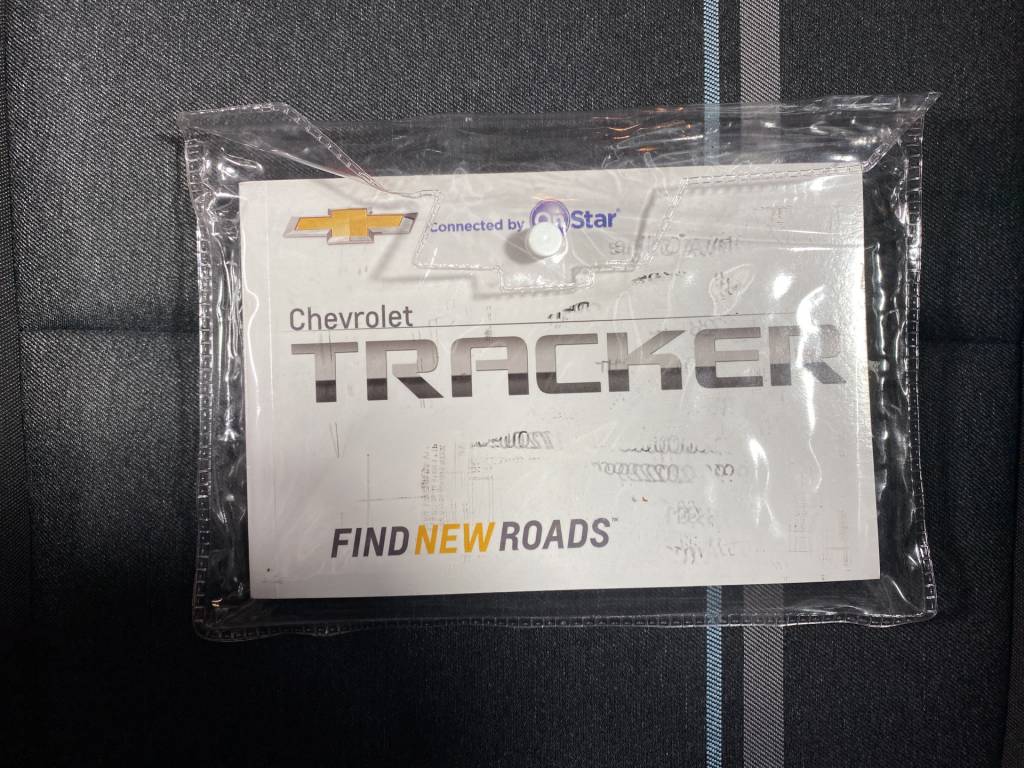 Connected by OnStar®
Chevrolet
TRACKER
FIND NEW ROADS™